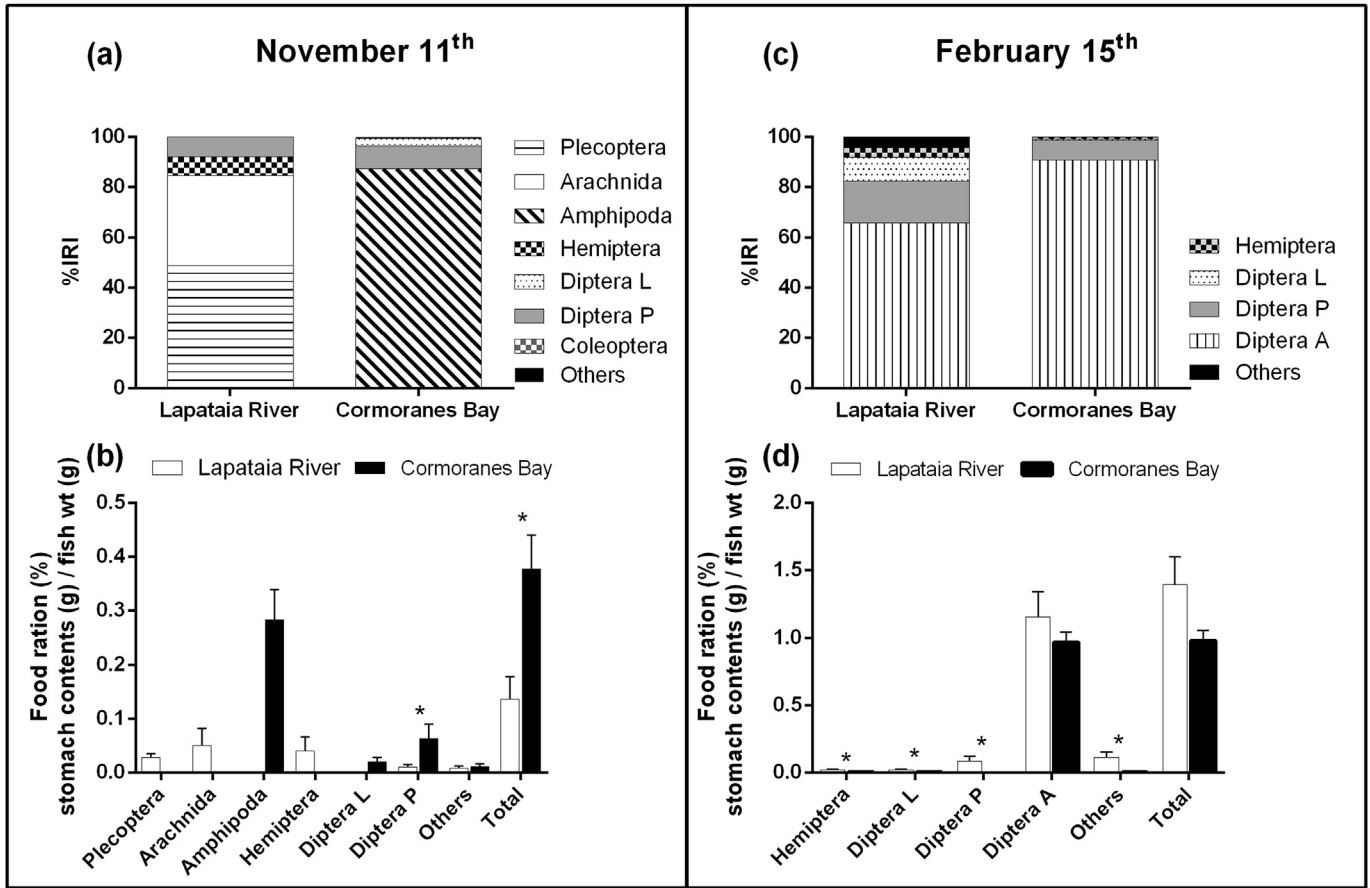 (a) November 11th
%IRI
100
80
60
40
20
0
Lapataia River Cormoranes Bay
Plecoptera
Arachnida
Amphipoda
Hemiptera
Diptera L
Diptera P
Coleoptera
Others
(b)
Lapataia River Cormoranes Bay
Food ration (%)
stomach contents (g) / fish wt (g)
0.5
0.4
0.3
0.2
0.1
0.0
*
*
Plecoptera
Arachnida
Amphipoda
Hemiptera
Diptera L
Diptera P
Others
Total
(c) February 15th
%IRI
100
80
60
40
20
0
Lapataia River Cormoranes Bay
Hemiptera
Diptera L
Diptera P
Diptera A
Others
(d)
Lapataia River Cormoranes Bay
Food ration (%)
stomach contents (g) / fish wt (g)
2.0
1.5
1.0
0.5
0.0
* * * *
Hemiptera
Diptera L
Diptera P
Diptera A
Others
Total